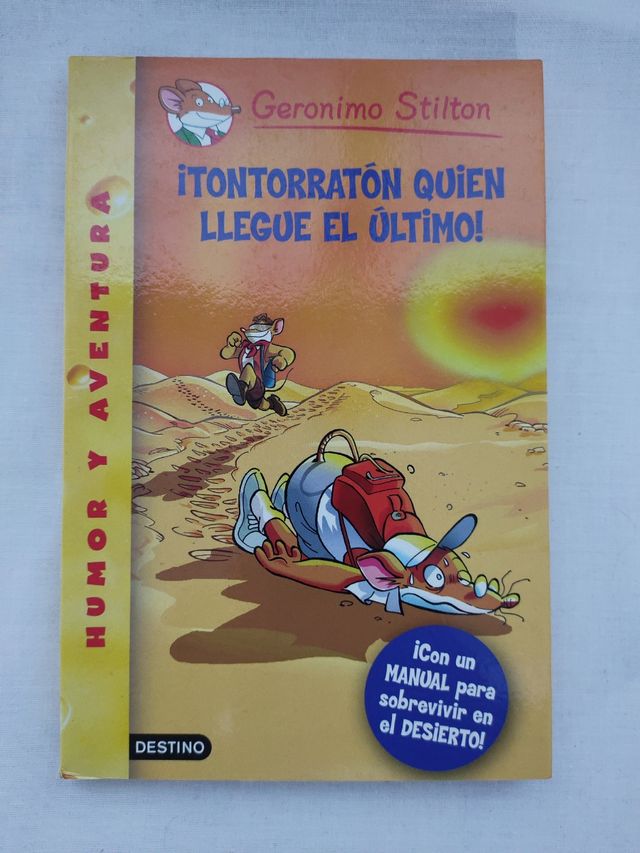 Geronimo Stilton
¡TONTORRATÓN QUIEN
LLEGUE EL ÚLTIMO!
HUMOR Y AVENTURA
¡Con un
MANUAL para
sobrevivir en
el DESIERTO!
DESTINO